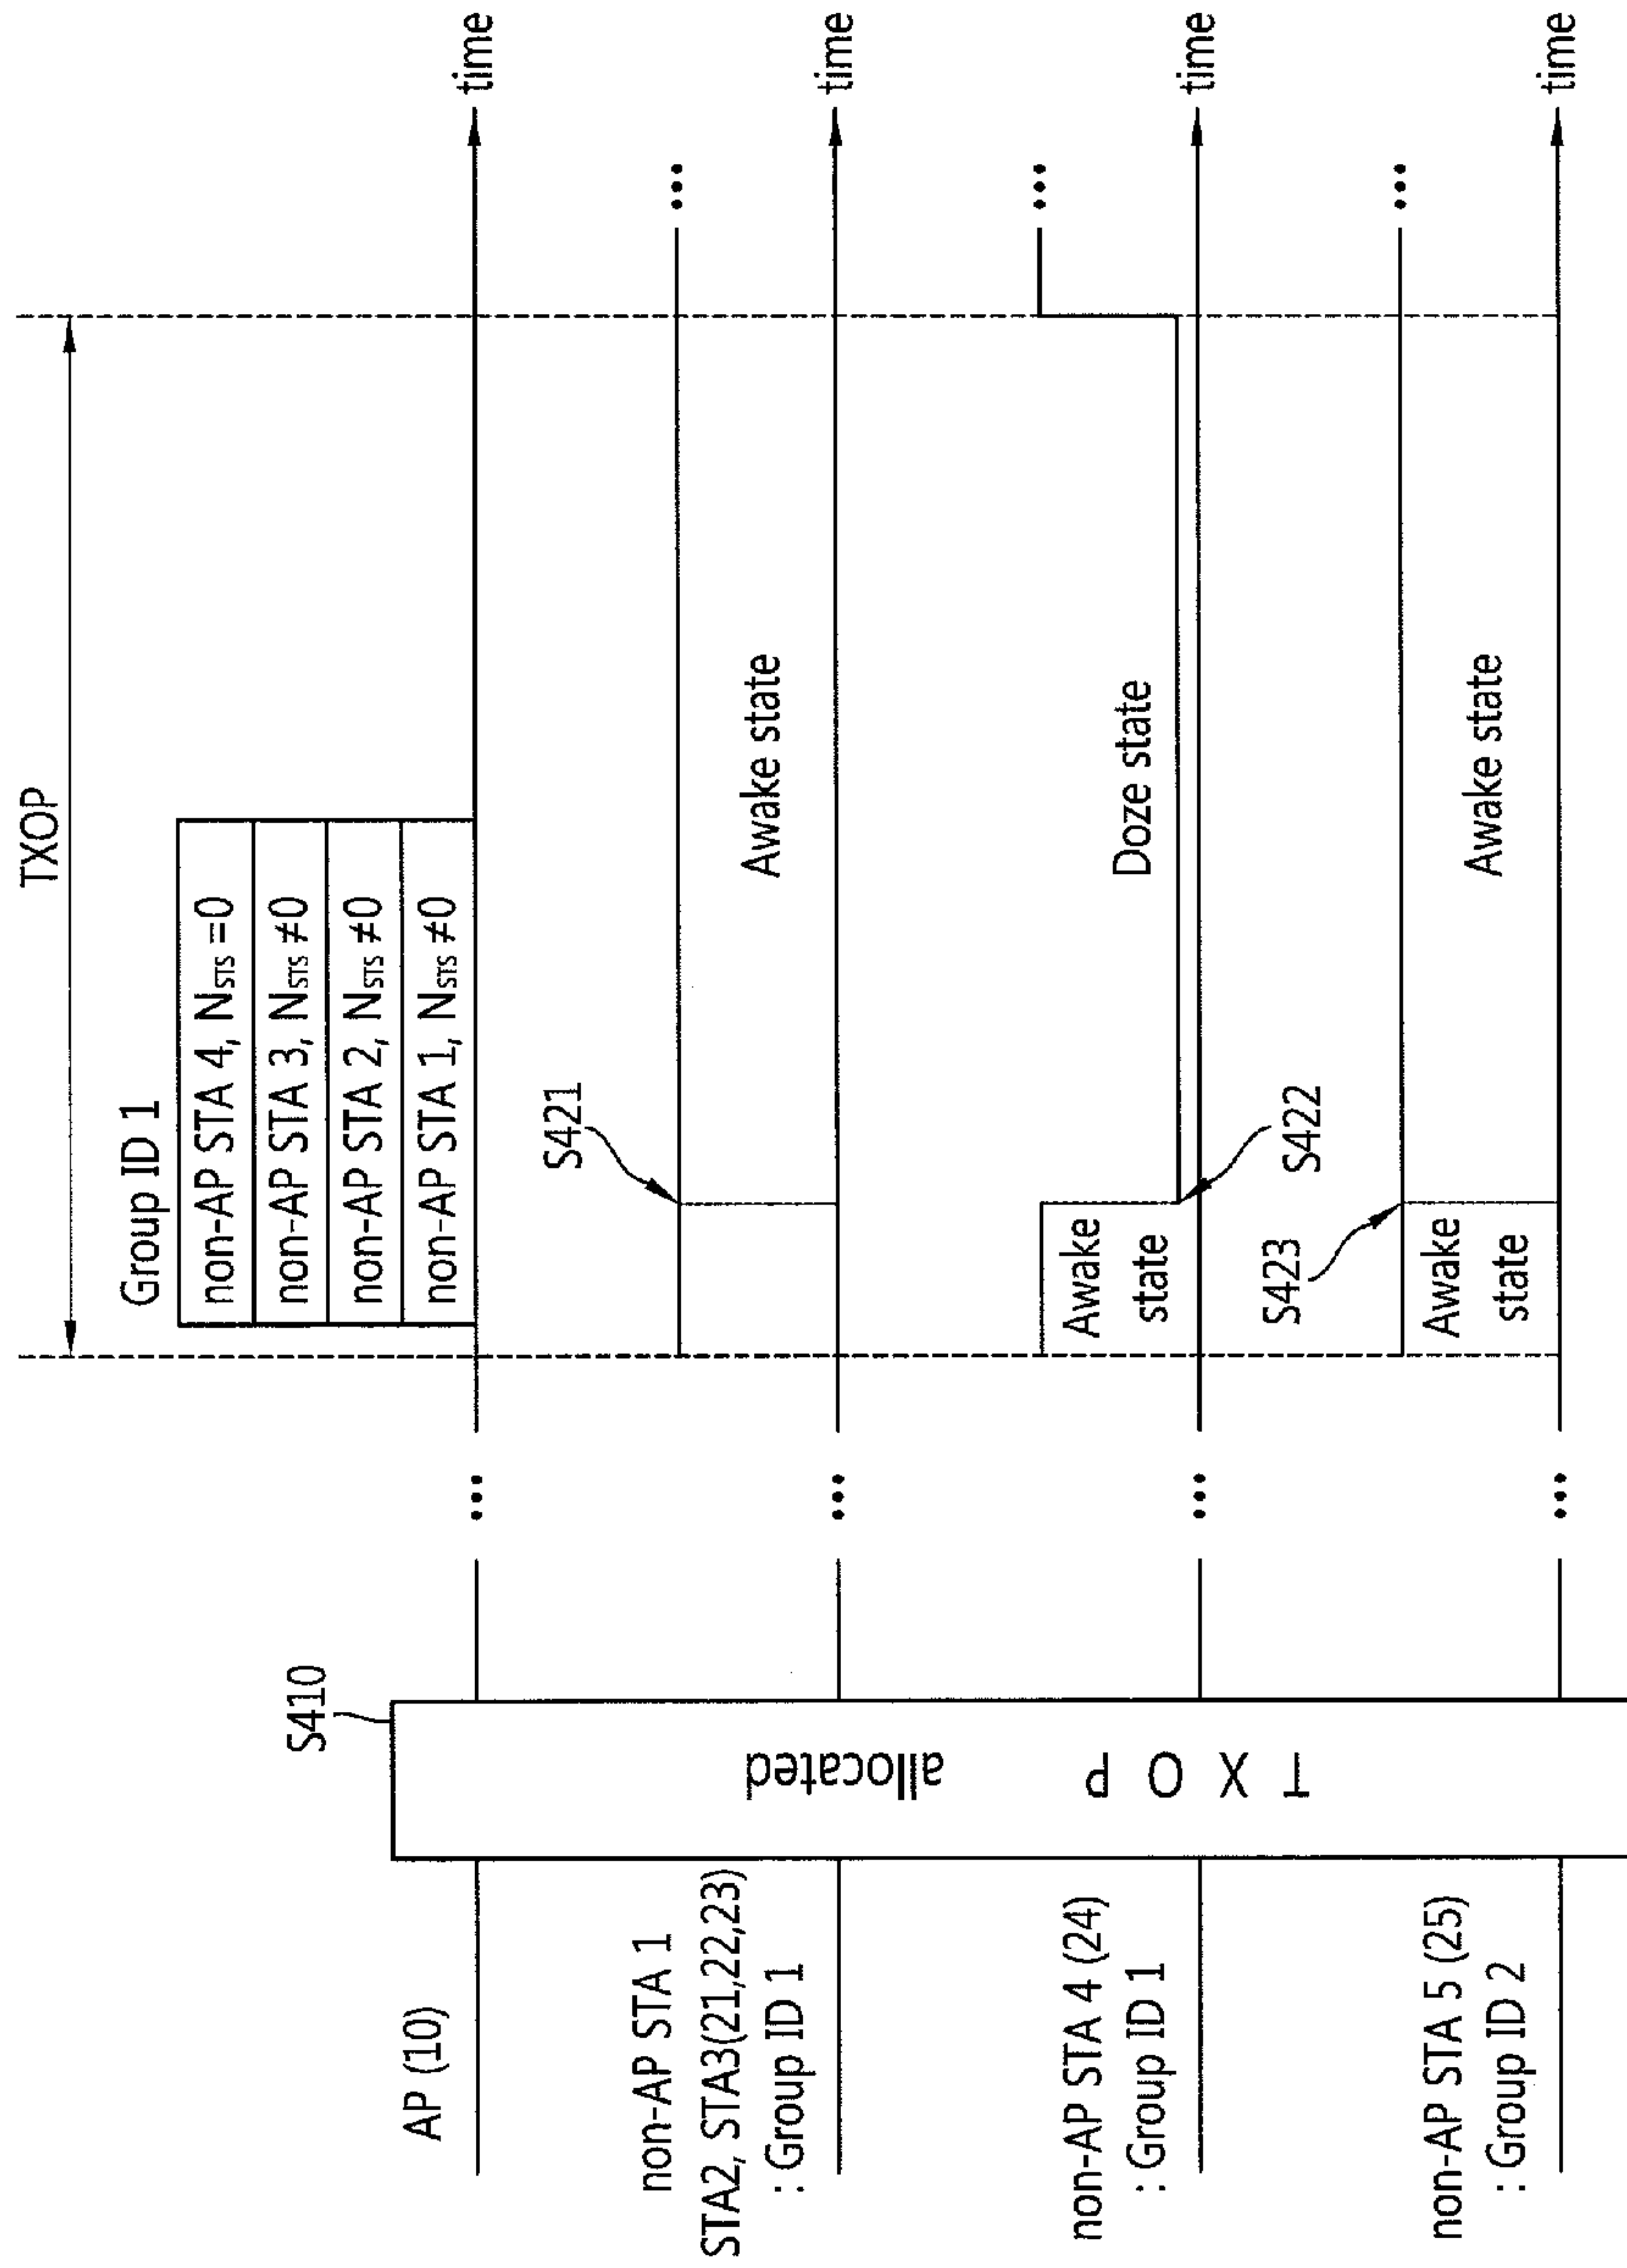 TXOP
Group ID 1
non-AP STA 4, NSTS =0
non-AP STA 3, NSTS ≠0
non-AP STA 2, NSTS ≠0
non-AP STA 1, NSTS ≠0
S410
AP (10)
...
time
S421
non-AP STA 1
STA2, STA3(21,22,23)
: Group ID 1
TXOP
allocated
...
Awake state
...
time
non-AP STA 4 (24)
: Group ID 1
...
Awake
state
Doze state
S422
...
time
S423
non-AP STA 5 (25)
: Group ID 2
...
Awake
state
Awake state
...
time